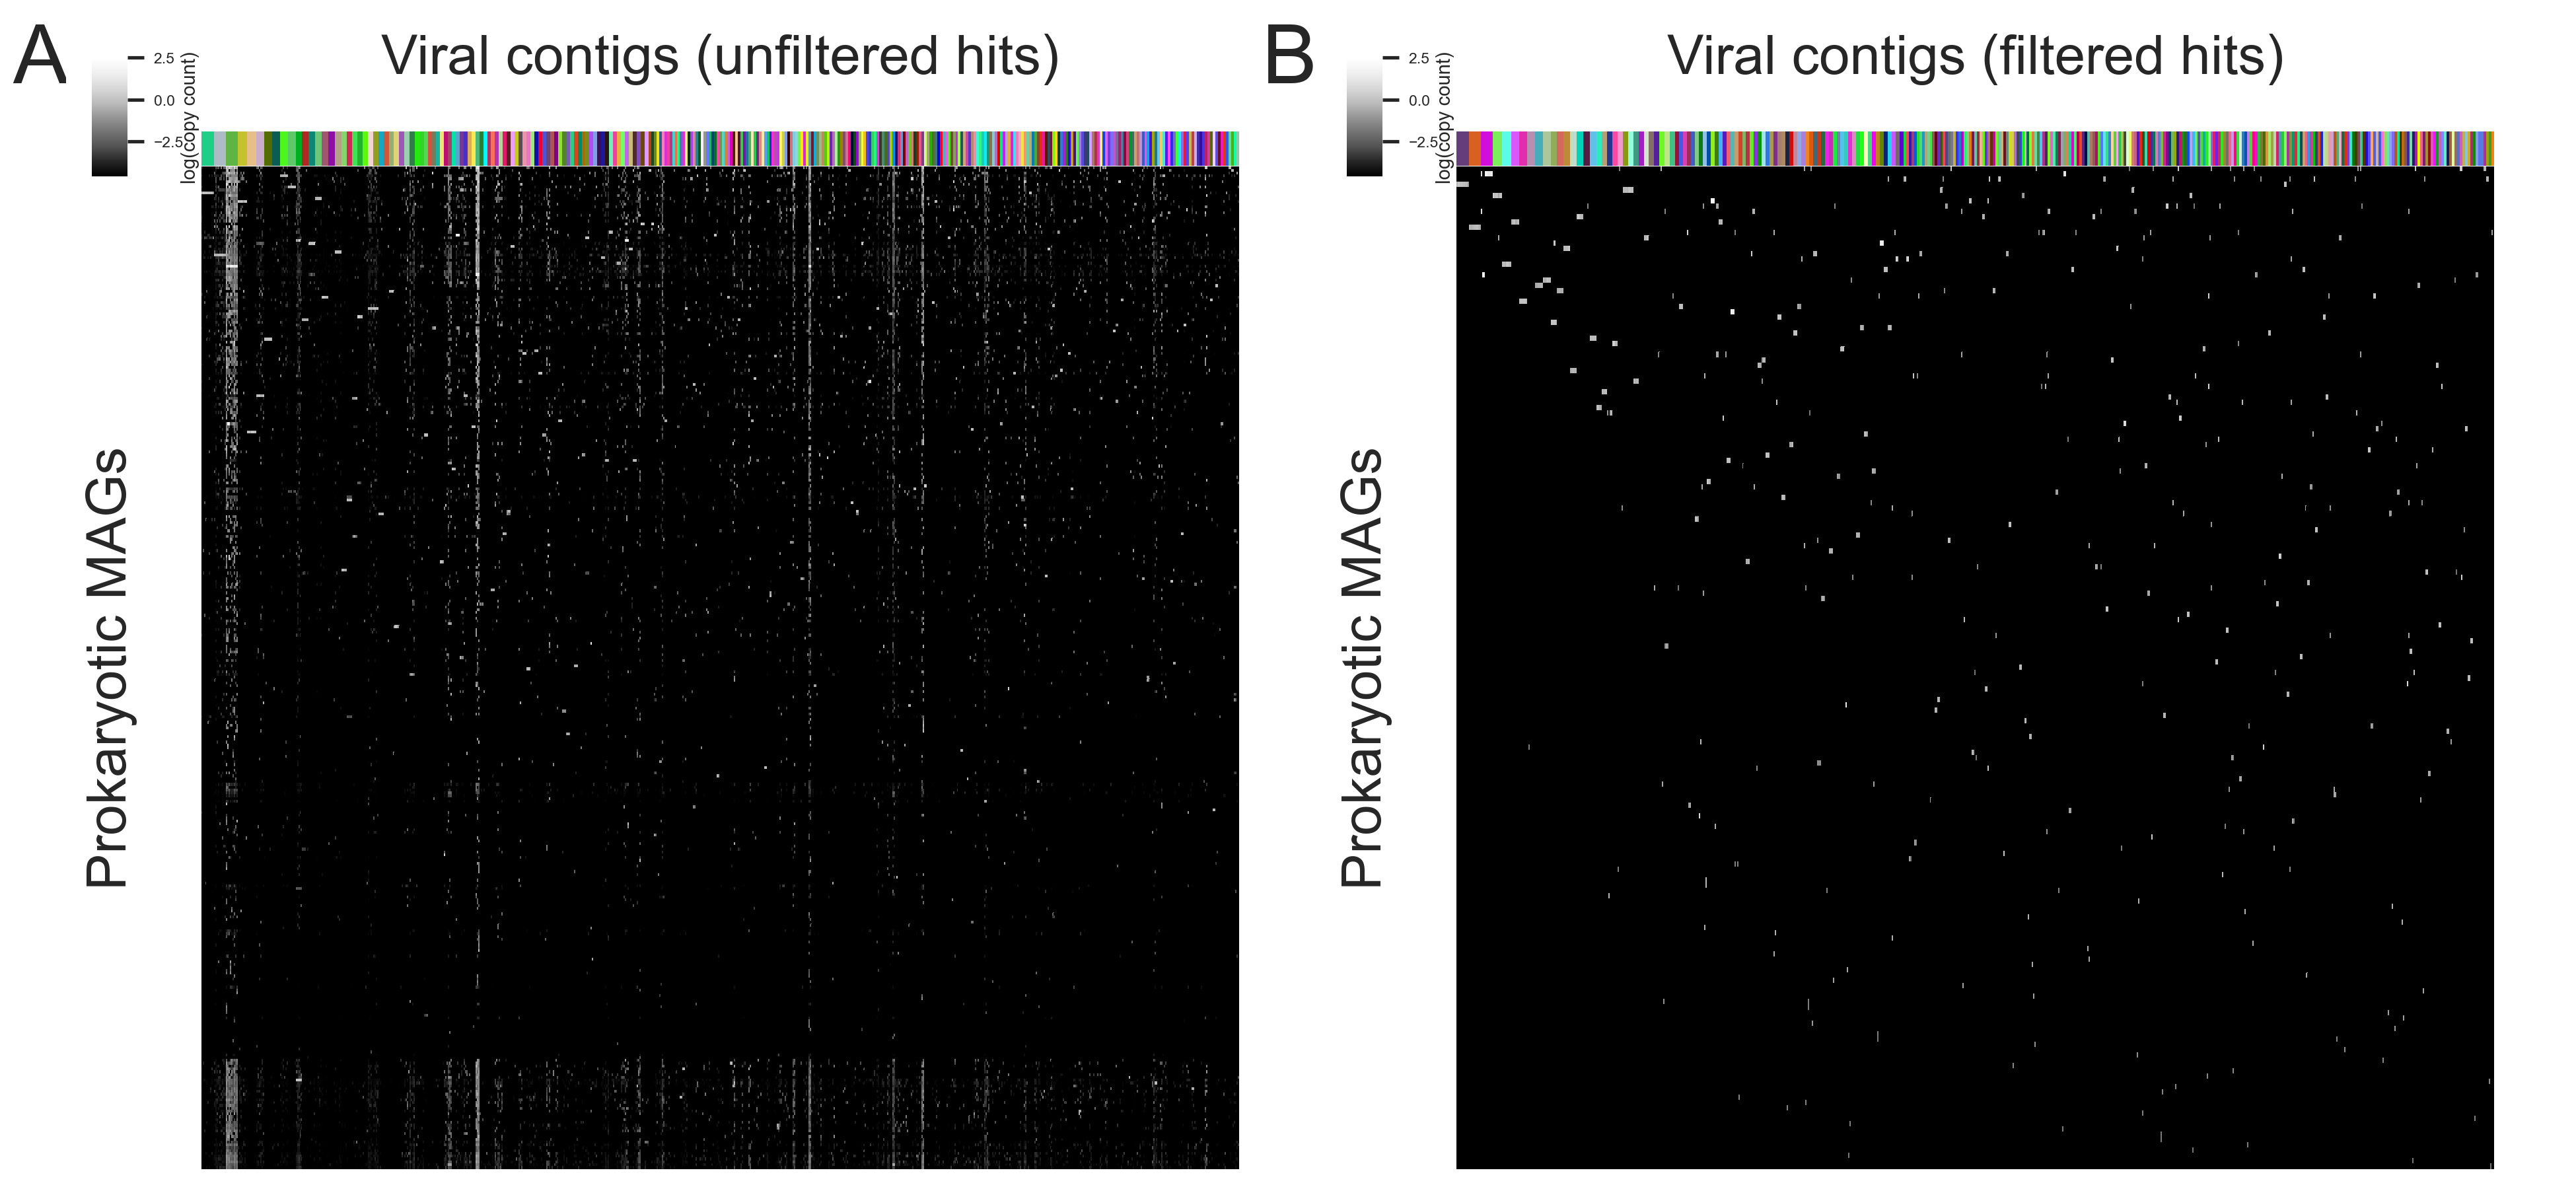 A
Viral contigs (unfiltered hits)
2.5
0.0
−2.5
log(copy count)
Prokaryotic MAGs
B
Viral contigs (filtered hits)
2.5
0.0
−2.5
log(copy count)
Prokaryotic MAGs